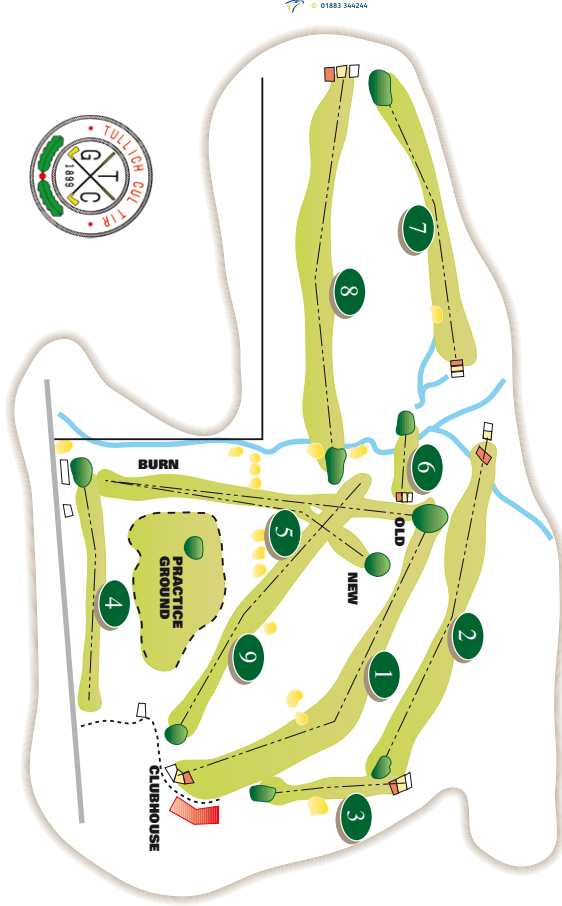 © 01883 344244
TULLICH CUL TIR
G T C
1899
7
8
6
BURN
OLD
5
NEW
2
PRACTICE
GROUND
4
9
1
CLUBHOUSE
3